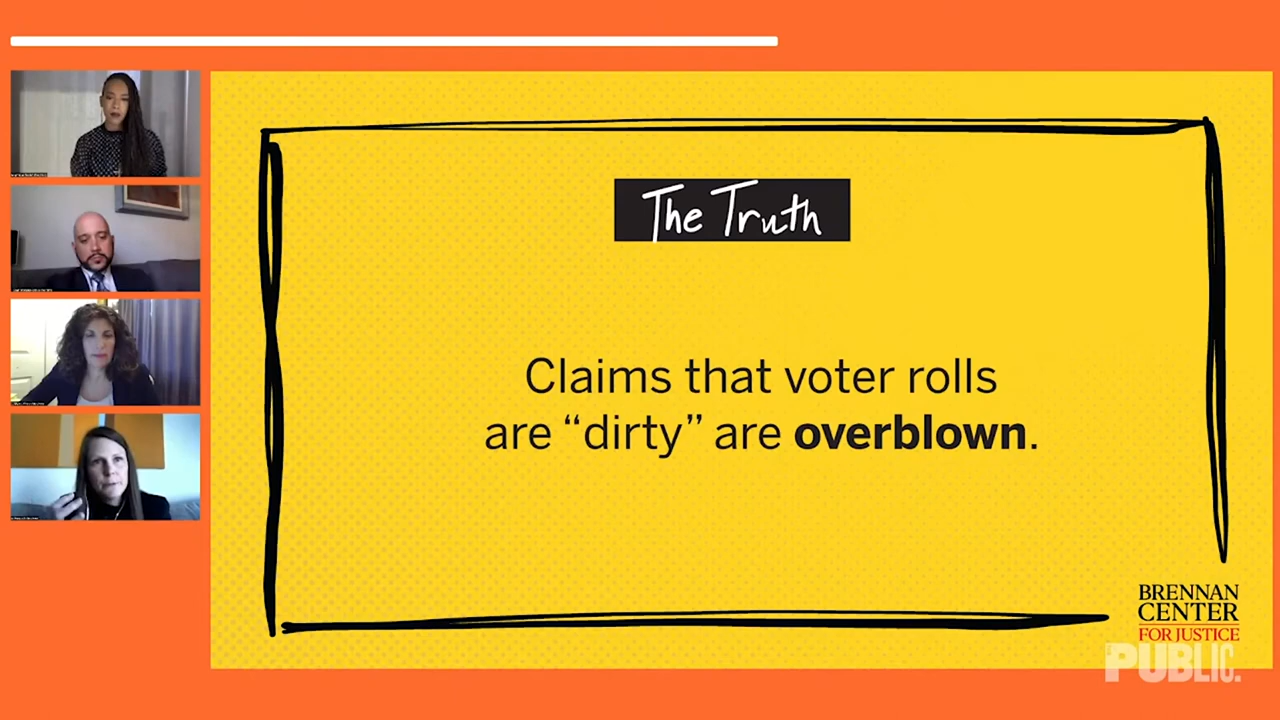 The Truth
Claims that voter rolls
are “dirty” are overblown.
BRENNAN
CENTER
FOR JUSTICE
PUBLIC.